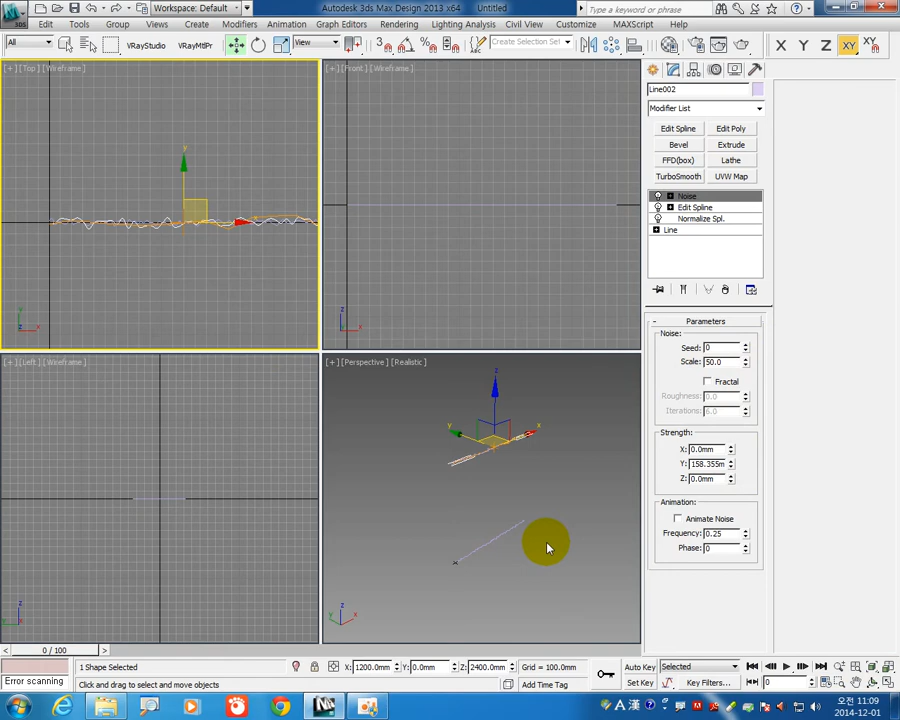 Workspace: Default
Autodesk 3ds Max Design 2013 x64
Untitled
Type a keyword or phrase
3DS
Edit Tools Group Views Create Modifiers Animation Graph Editors Rendering Lighting Analysis Civil View Customize MAXScript Help
All
VRayStudio
VRayMtlPr
View
3
Create Selection Set
X Y Z XY XY
[+] [Top] [Wireframe]
[+] [Front] [Wireframe]
[+] [Left] [Wireframe]
[+] [Perspective] [Realistic]
Line002
Modifier List
Edit Spline
Edit Poly
Bevel
Extrude
FFD(box)
Lathe
TurboSmooth
UVW Map
Noise
Edit Spline
Normalize Spl.
Line
Parameters
Noise:
Seed: 0
Scale: 50.0
Fractal
Roughness: 0.0
Iterations: 6.0
Strength:
X: 0.0mm
Y: 158.355m
Z: 0.0mm
Animation:
Animate Noise
Frequency: 0.25
Phase: 0
0 / 100
Error scanning
1 Shape Selected
Click and drag to select and move objects
X: 1200.0mm
Y: 0.0mm
Z: 2400.0mm
Grid = 100.0mm
Add Time Tag
Auto Key
Selected
Set Key
Key Filters...
0
A 漢
오전 11:09
2014-12-01